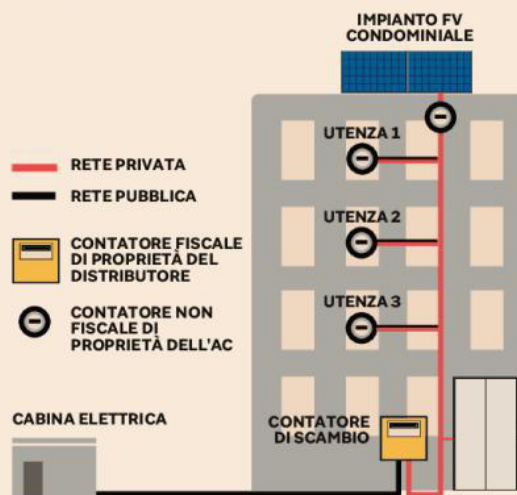 IMPIANTO FV
CONDOMINIALE
UTENZA 1
RETE PRIVATA
RETE PUBBLICA
UTENZA 2
CONTATORE FISCALE
DI PROPRIETÀ DEL
DISTRIBUTORE
UTENZA 3
CONTATORE NON
FISCALE DI
PROPRIETÀ DELL'AC
CABINA ELETTRICA
CONTATORE
DI SCAMBIO